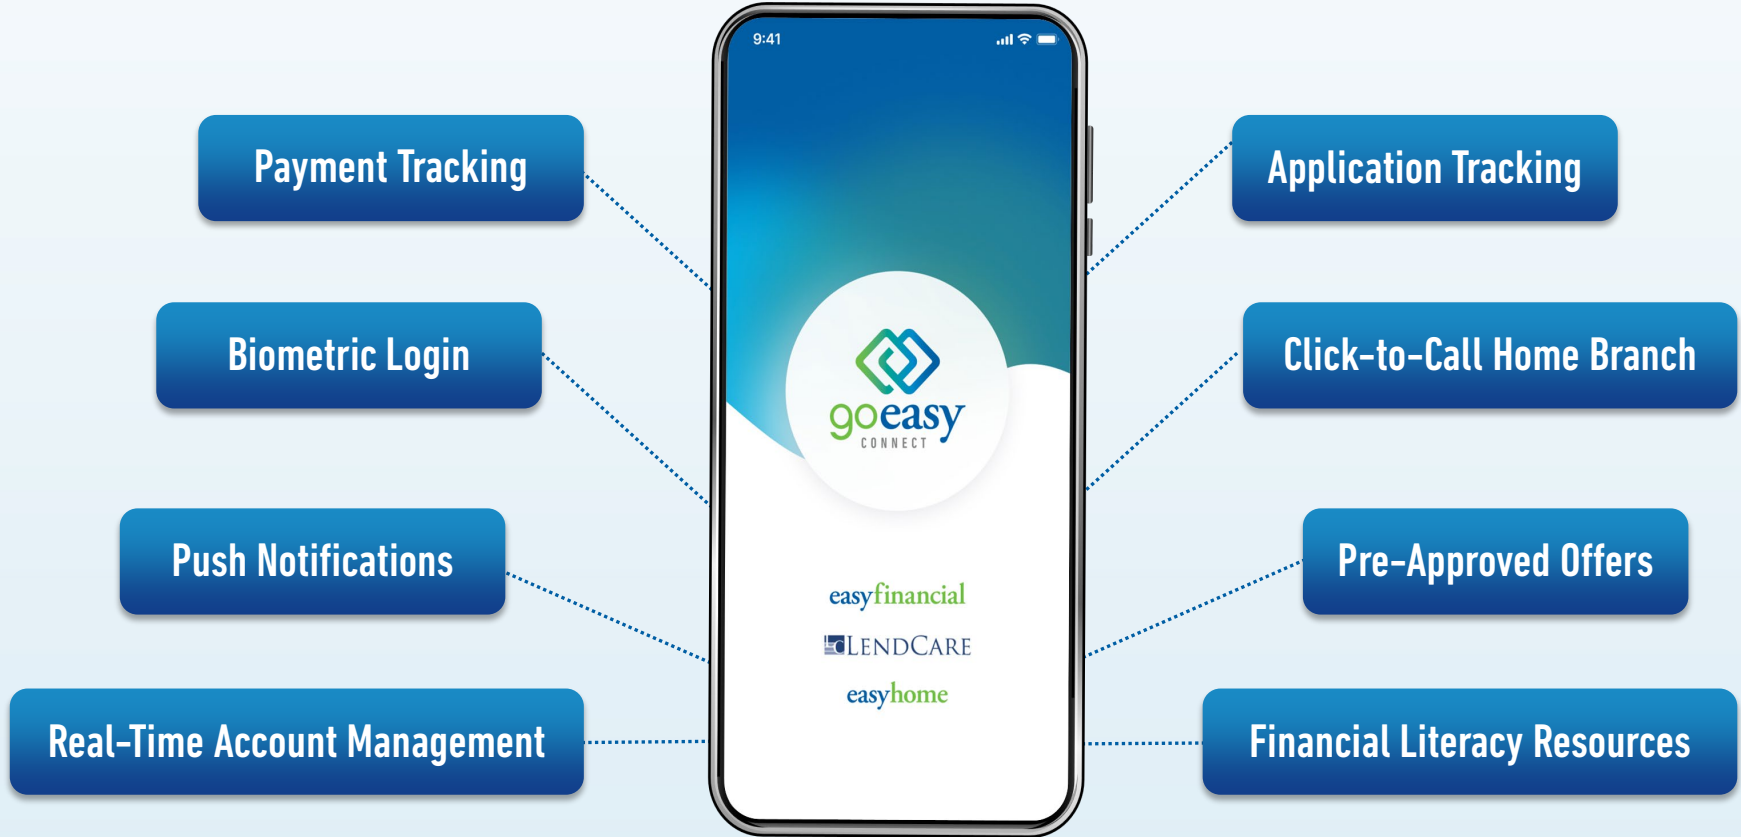 9:41
Payment Tracking
Application Tracking
Biometric Login
Click-to-Call Home Branch
goeasy
CONNECT
Push Notifications
Pre-Approved Offers
easyfinancial
LC LENDCARE
easyhome
Real-Time Account Management
Financial Literacy Resources